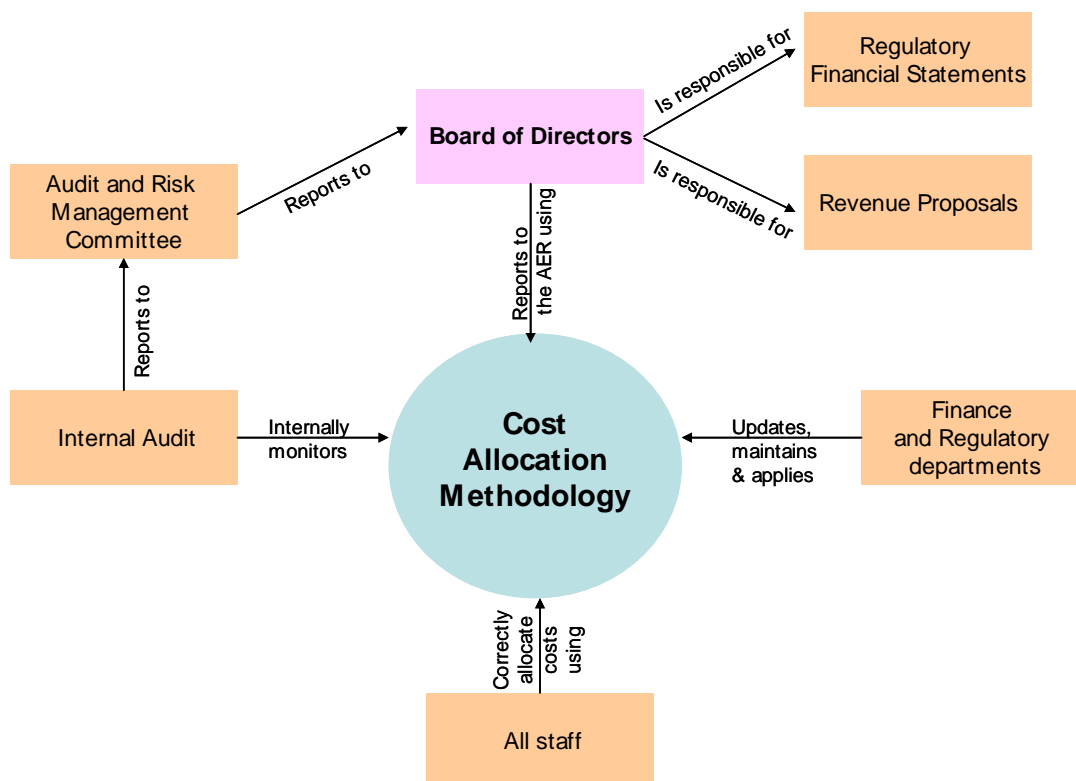 Regulatory
Financial Statements
Is responsible for
Board of Directors
Is responsible for
Revenue Proposals
Reports to
Audit and Risk
Management
Committee
Reports to
the AER using
Reports to
Internal Audit
Internally
monitors
Cost
Allocation
Methodology
Updates,
maintains
& applies
Finance
and Regulatory
departments
Correctly
allocate
costs
using
All staff